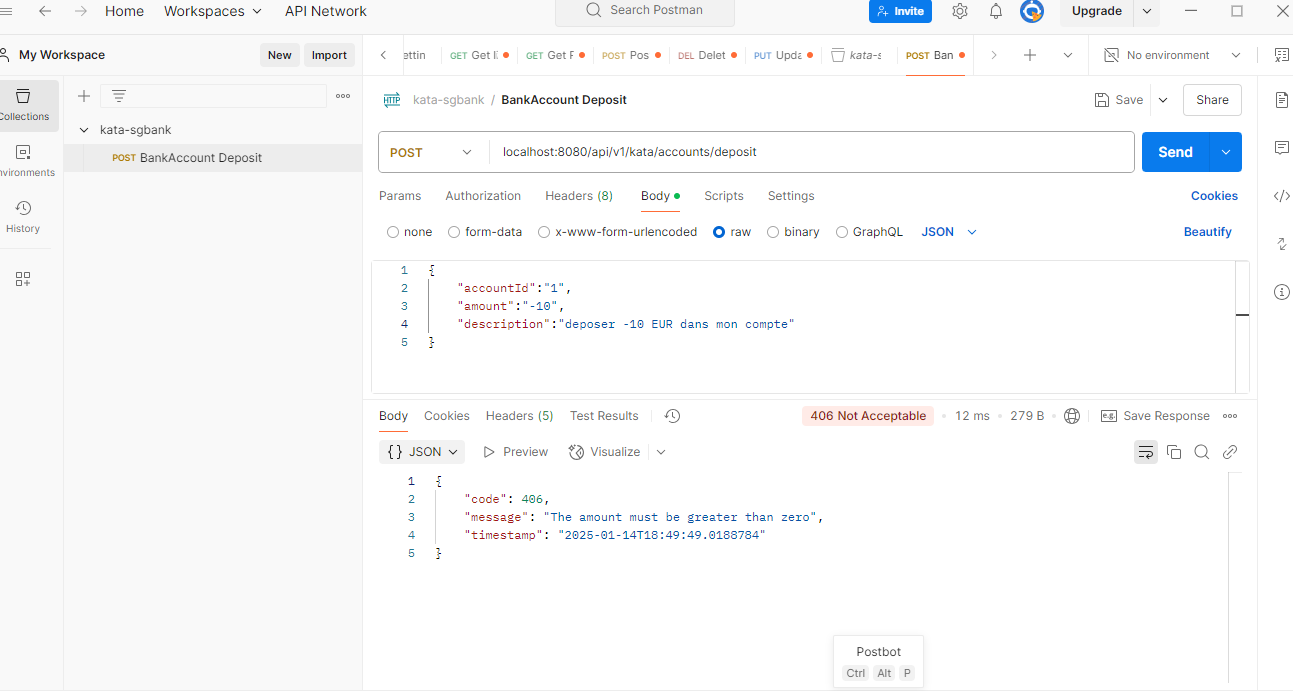 Home Workspaces API Network Search Postman Invite Upgrade
My Workspace New Import ettin GET Get l POST Pos DEL Delet PUT Upda kata-s POST Ban No environment
GET Get F
kata-sgbank / BankAccount Deposit Save Share
Collections
kata-sgbank
POST BankAccount Deposit
nvironments
History
POST localhost:8080/api/v1/kata/accounts/deposit Send
Params Authorization Headers (8) Body Scripts Settings Cookies
none form-data x-www-form-urlencoded raw binary GraphQL JSON Beautify
1 {
2 "accountId":"1",
3 "amount":"-10",
4 "description":"deposer -10 EUR dans mon compte"
5 }
Body Cookies Headers (5) Test Results 406 Not Acceptable 12 ms 279 B e.g. Save Response
{} JSON Preview Visualize
1 {
2 "code": 406,
3 "message": "The amount must be greater than zero",
4 "timestamp": "2025-01-14T18:49:49.0188784"
5 }
Postbot
Ctrl Alt P